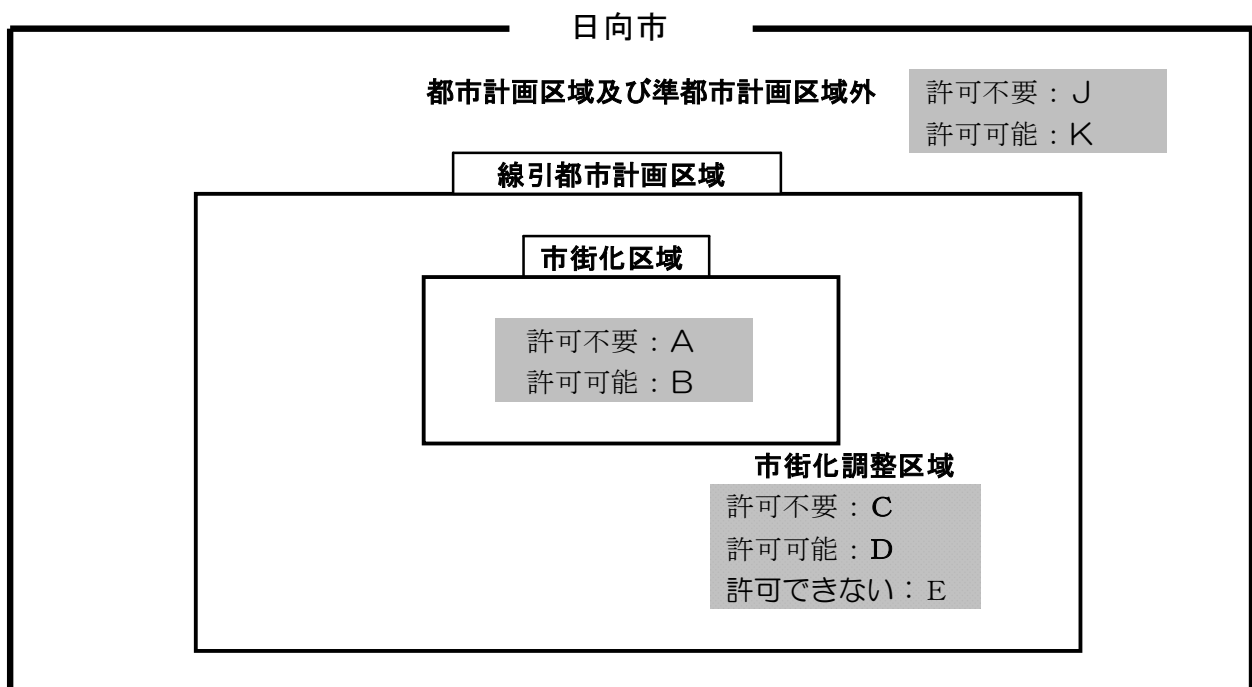 日向市
都市計画区域及び準都市計画区域外
許可不要：J
許可可能：K
線引都市計画区域
市街化区域
許可不要：A
許可可能：B
市街化調整区域
許可不要：C
許可可能：D
許可できない：E